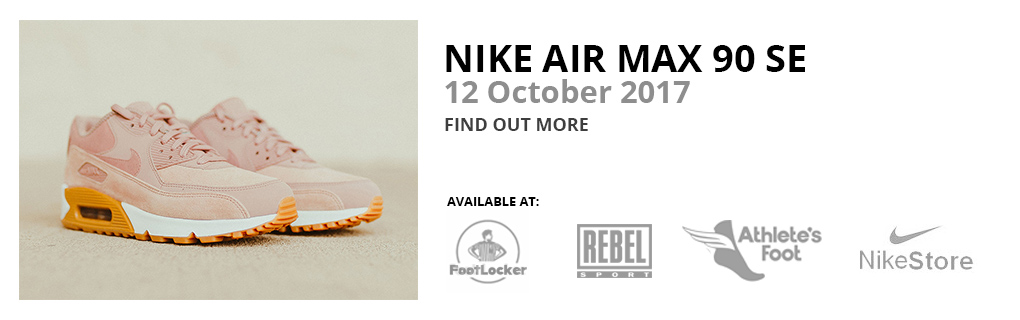 NIKE AIR MAX 90 SE
12 October 2017
FIND OUT MORE
AVAILABLE AT:
FootLocker
REBEL
SPORT
Athlete's
Foot
NikeStore